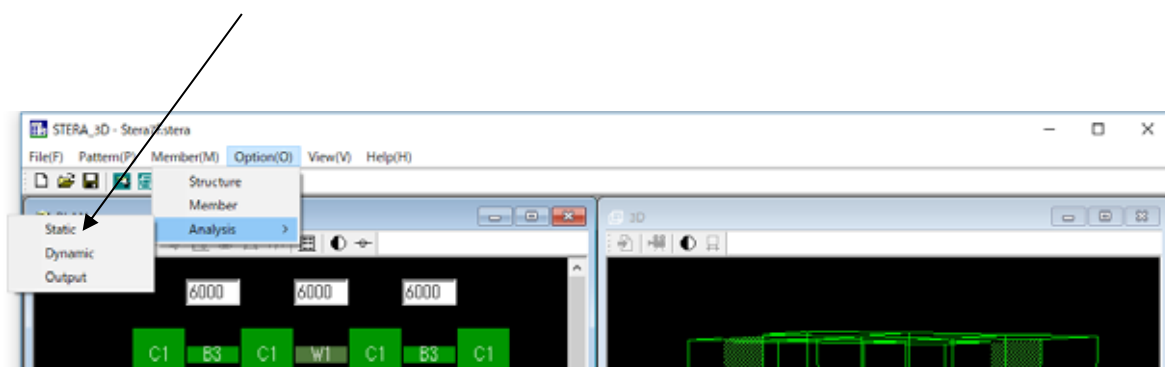 STERA_3D - Stera
File(F) Pattern(P) Member(M) Option(O) View(V) Help(H)
Structure
Member
Analysis
Static
Dynamic
Output
3D
6000 6000 6000
C1 B3 C1 W1 C1 B3 C1